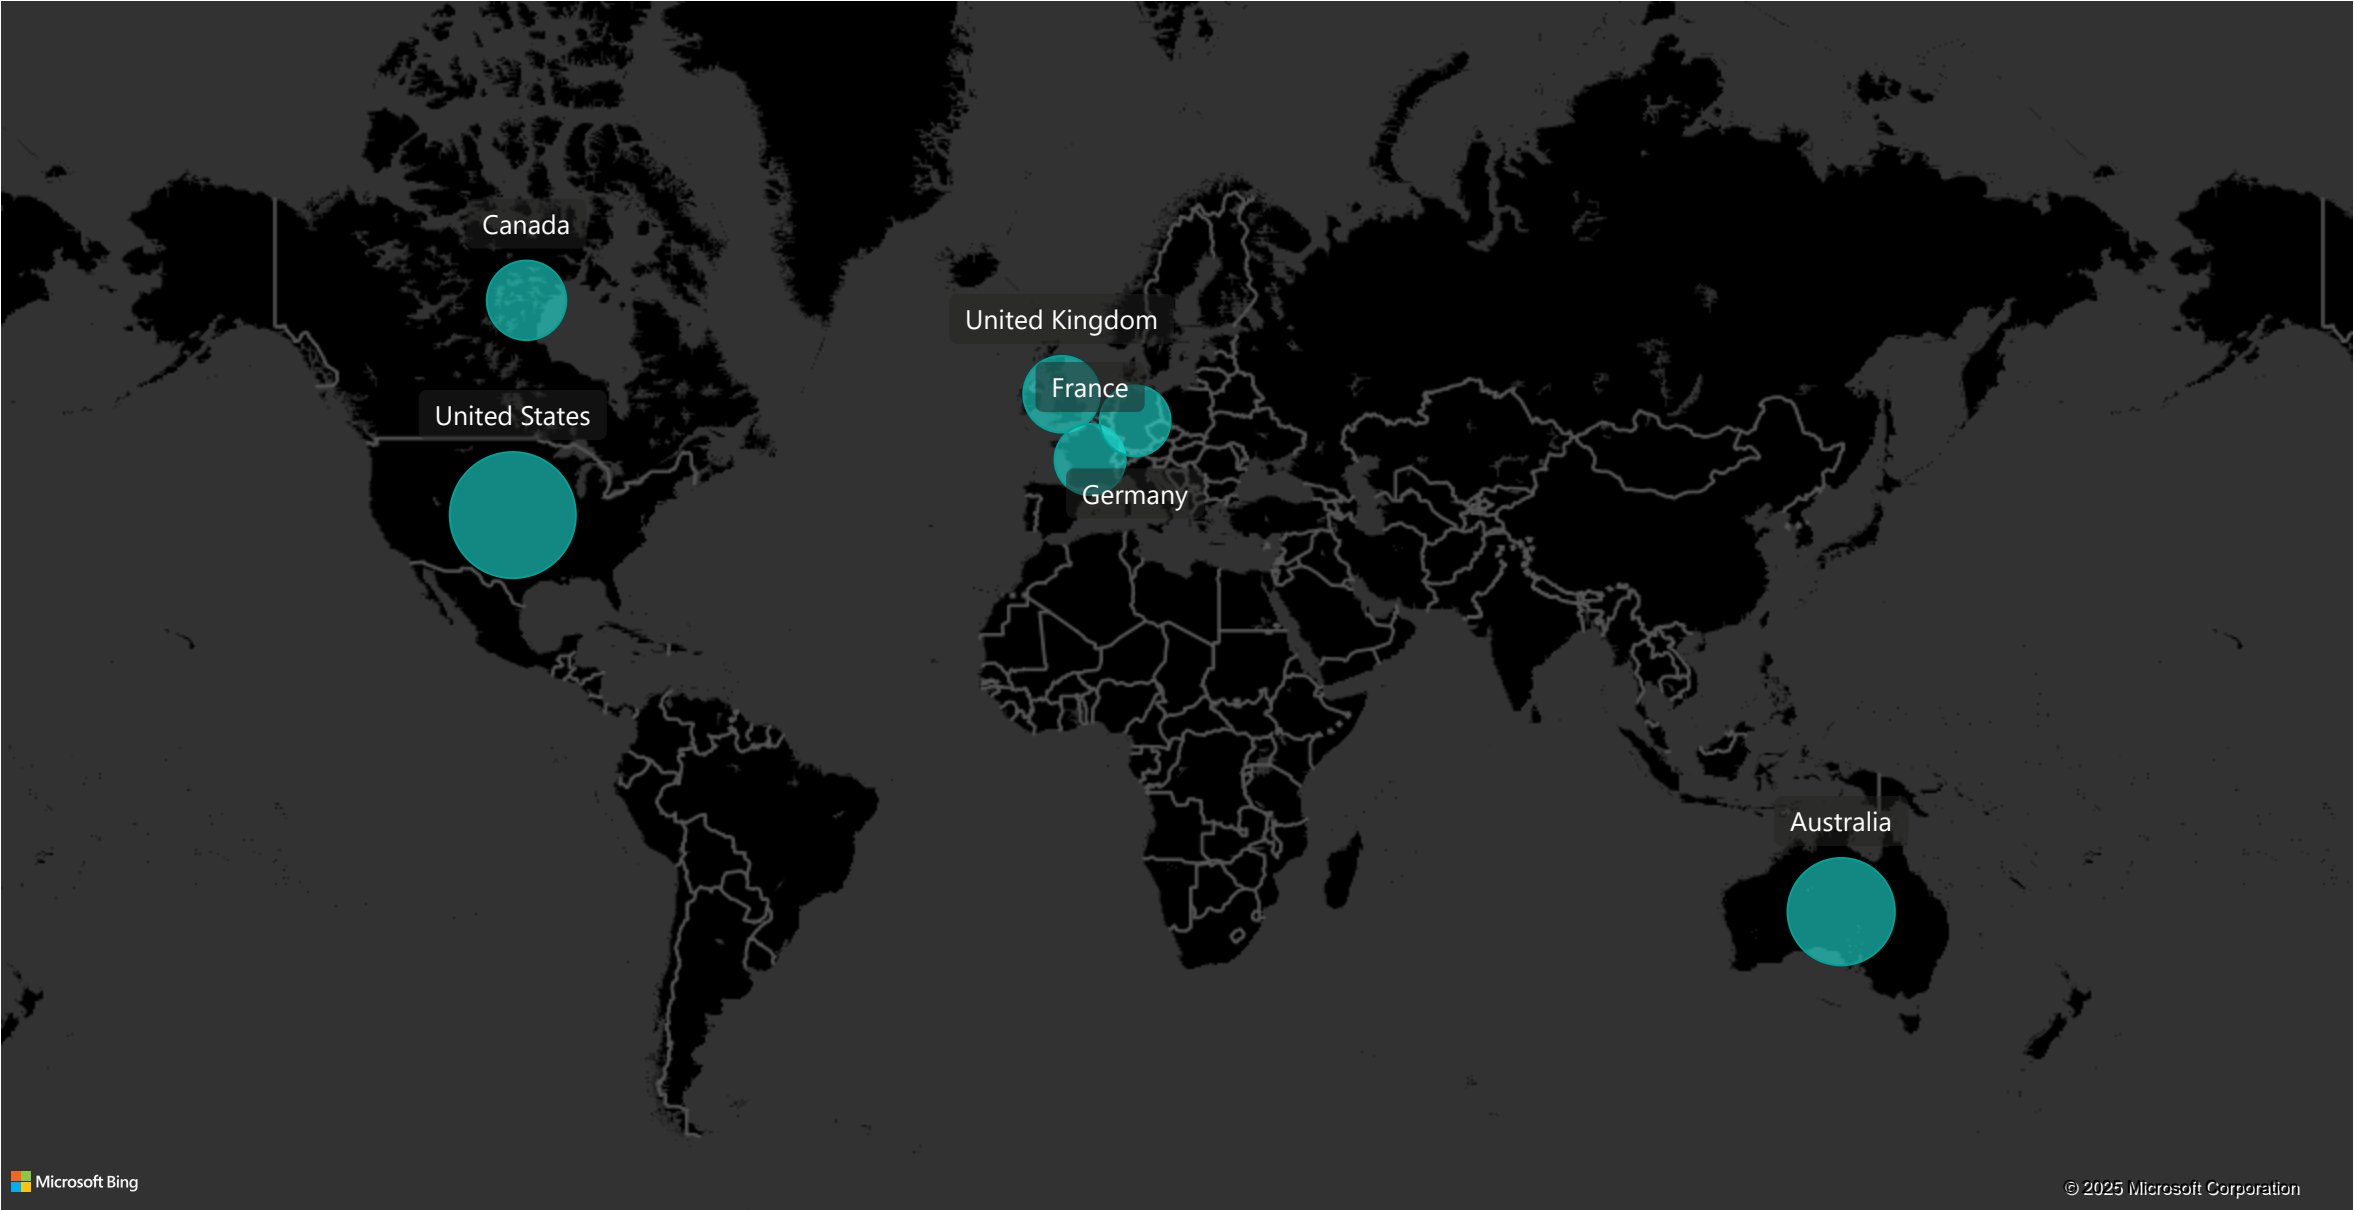 Canada
United Kingdom
France
United States
Germany
Australia
Microsoft Bing
© 2025 Microsoft Corporation